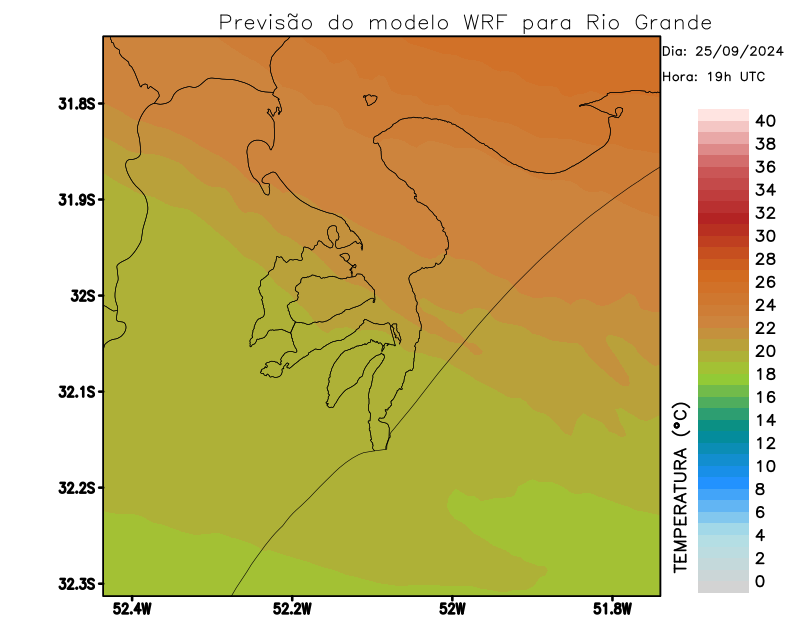 Previsão do modelo WRF para Rio Grande
Dia: 25/09/2024
Hora: 19h UTC
31.8S
31.9S
32S
32.1S
32.2S
32.3S
52.4W
52.2W
52W
51.8W
40
38
36
34
32
30
28
26
24
22
20
18
16
14
12
10
8
6
4
2
0
TEMPERATURA (°C)